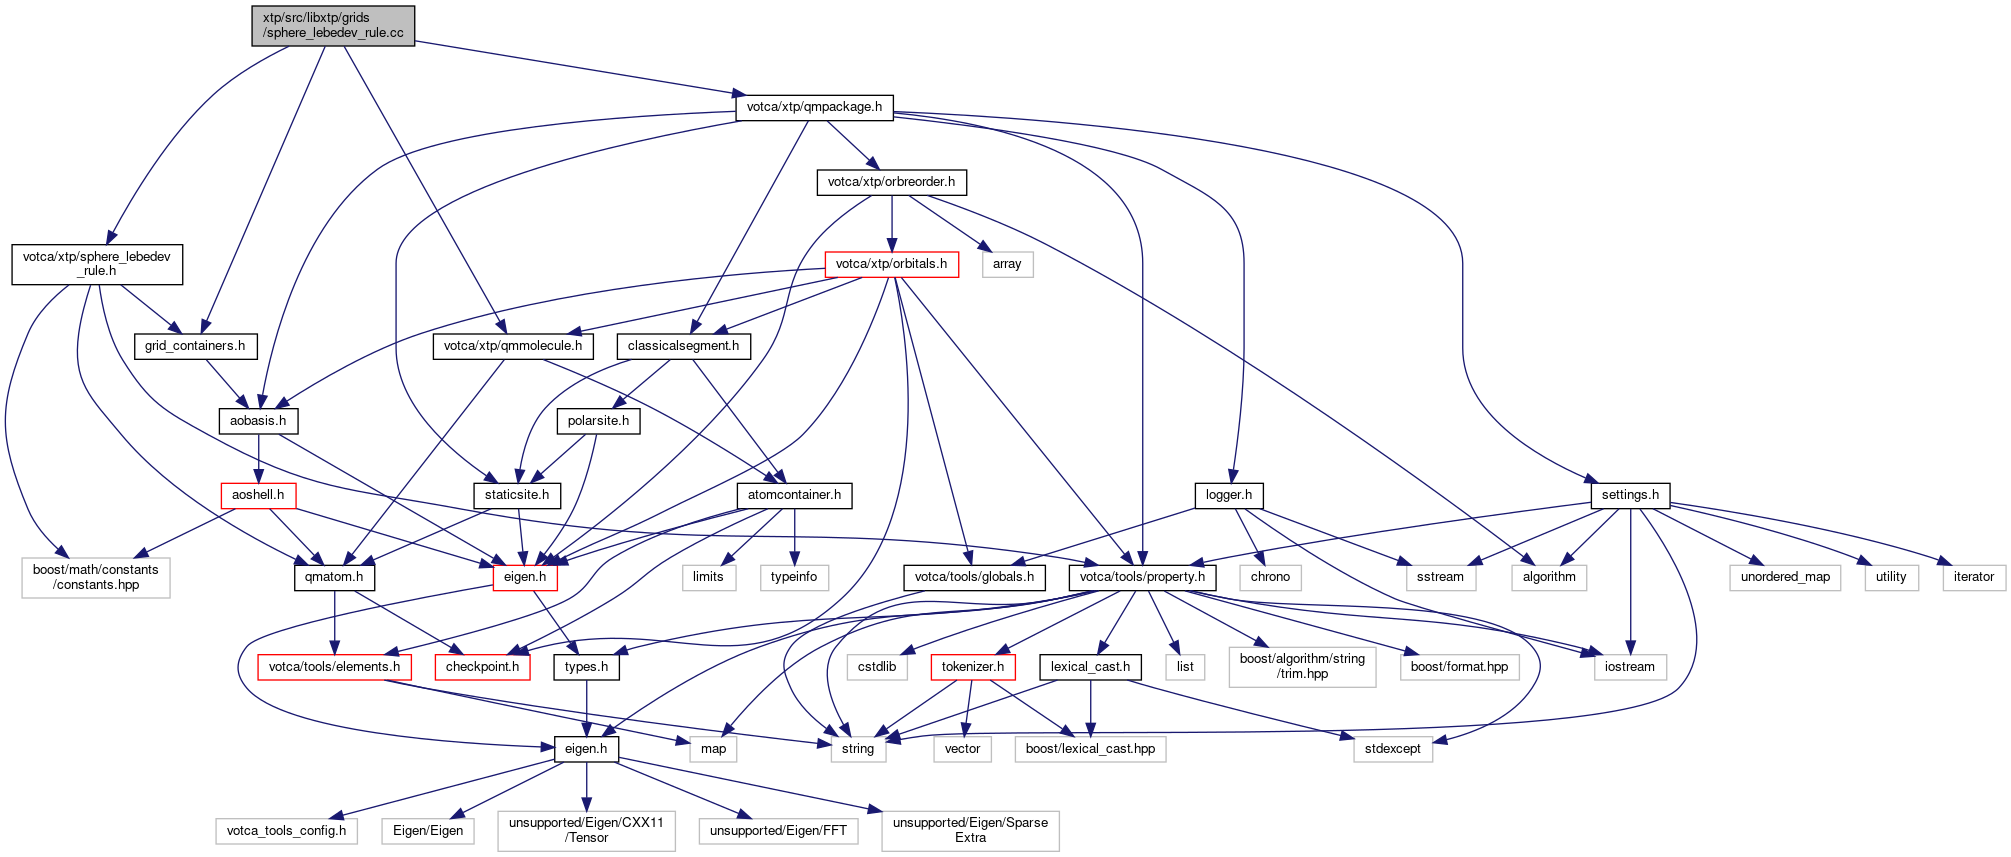 xtp/src/libxtp/grids
/sphere_lebedev_rule.cc
votca/xtp/qmpackage.h
votca/xtp/orbreorder.h
votca/xtp/sphere_lebedev
_rule.h
votca/xtp/orbitals.h
array
grid_containers.h
votca/xtp/qmmolecule.h
classicalsegment.h
aobasis.h
polarsite.h
aoshell.h
staticsite.h
atomcontainer.h
logger.h
settings.h
boost/math/constants
/constants.hpp
qmatom.h
eigen.h
limits
typeinfo
votca/tools/globals.h
votca/tools/property.h
chrono
sstream
algorithm
unordered_map
utility
iterator
votca/tools/elements.h
checkpoint.h
types.h
cstdlib
tokenizer.h
lexical_cast.h
list
boost/algorithm/string
/trim.hpp
boost/format.hpp
iostream
eigen.h
map
string
vector
boost/lexical_cast.hpp
stdexcept
votca_tools_config.h
Eigen/Eigen
unsupported/Eigen/CXX11
/Tensor
unsupported/Eigen/FFT
unsupported/Eigen/Sparse
Extra